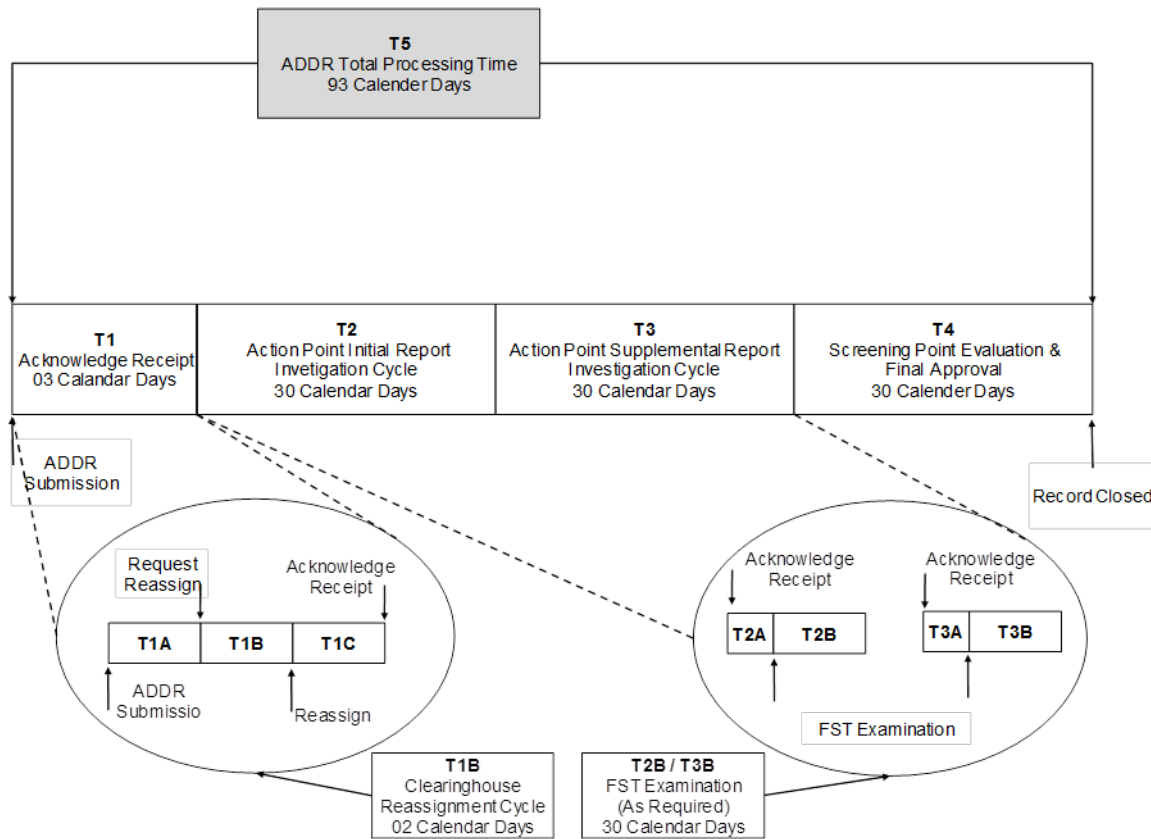 T5
ADDR Total Processing Time
93 Calender Days
T1
Acknowledge Receipt
03 Calandar Days
T2
Action Point Initial Report
Invetigation Cycle
30 Calendar Days
T3
Action Point Supplemental Report
Investigation Cycle
30 Calendar Days
T4
Screening Point Evaluation &
Final Approval
30 Calender Days
ADDR
Submission
Record Closed
Request
Reassign
Acknowledge
Receipt
T1A
T1B
T1C
ADDR
Submissio
Reassign
Acknowledge
Receipt
Acknowledge
Receipt
T2A
T2B
T3A
T3B
FST Examination
T1B
Clearinghouse
Reassignment Cycle
02 Calendar Days
T2B / T3B
FST Examination
(As Required)
30 Calendar Days